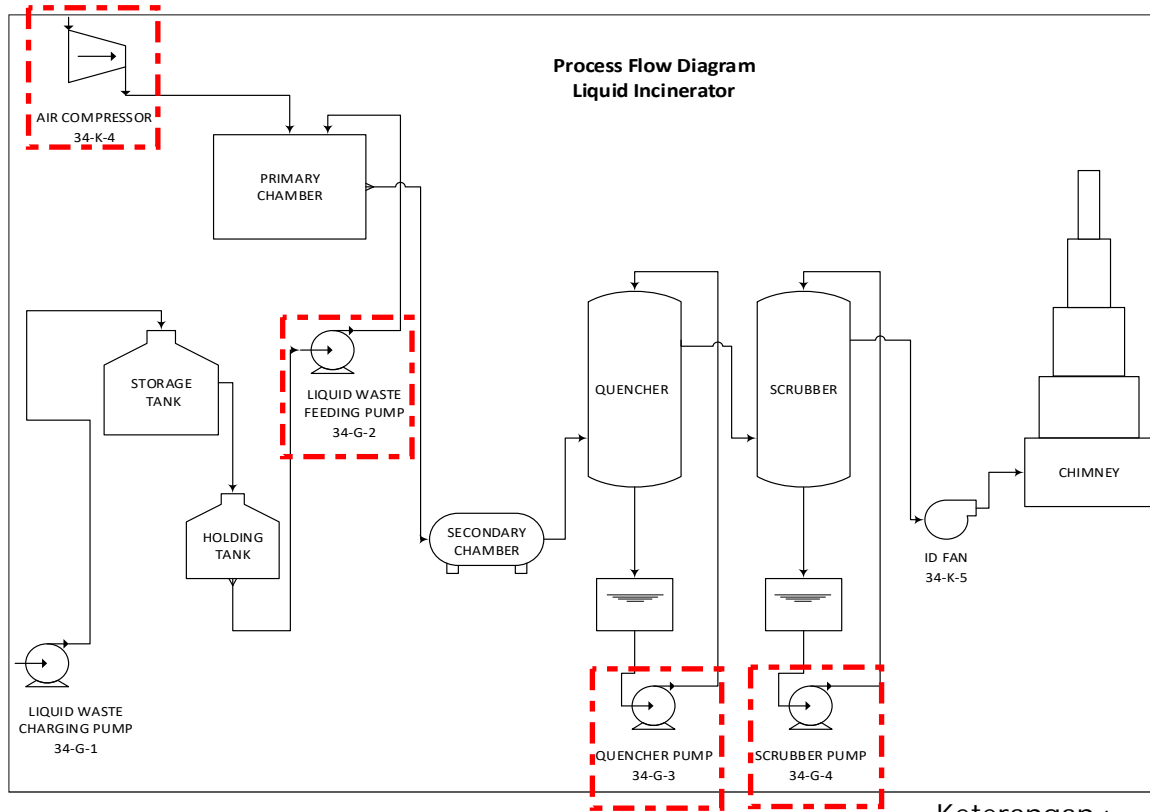 Process Flow Diagram
Liquid Incinerator
AIR COMPRESSOR
34-K-4
PRIMARY
CHAMBER
STORAGE
TANK
LIQUID WASTE
FEEDING PUMP
34-G-2
QUENCHER
SCRUBBER
CHIMNEY
HOLDING
TANK
SECONDARY
CHAMBER
ID FAN
34-K-5
LIQUID WASTE
CHARGING PUMP
34-G-1
QUENCHER PUMP
34-G-3
SCRUBBER PUMP
34-G-4